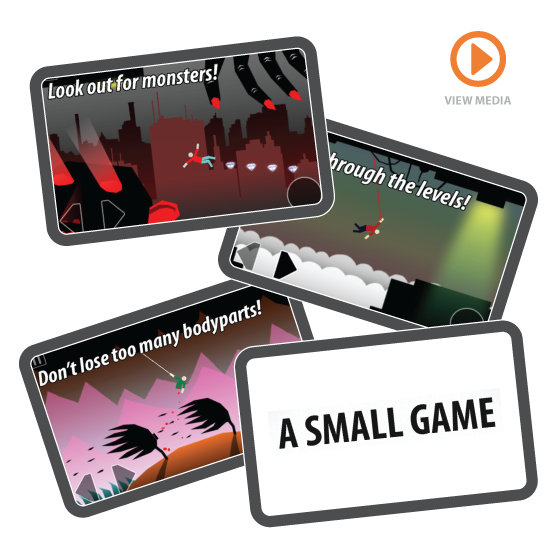 Look out for monsters!
VIEW MEDIA
hrough the levels!
Don't lose too many bodyparts!
A SMALL GAME